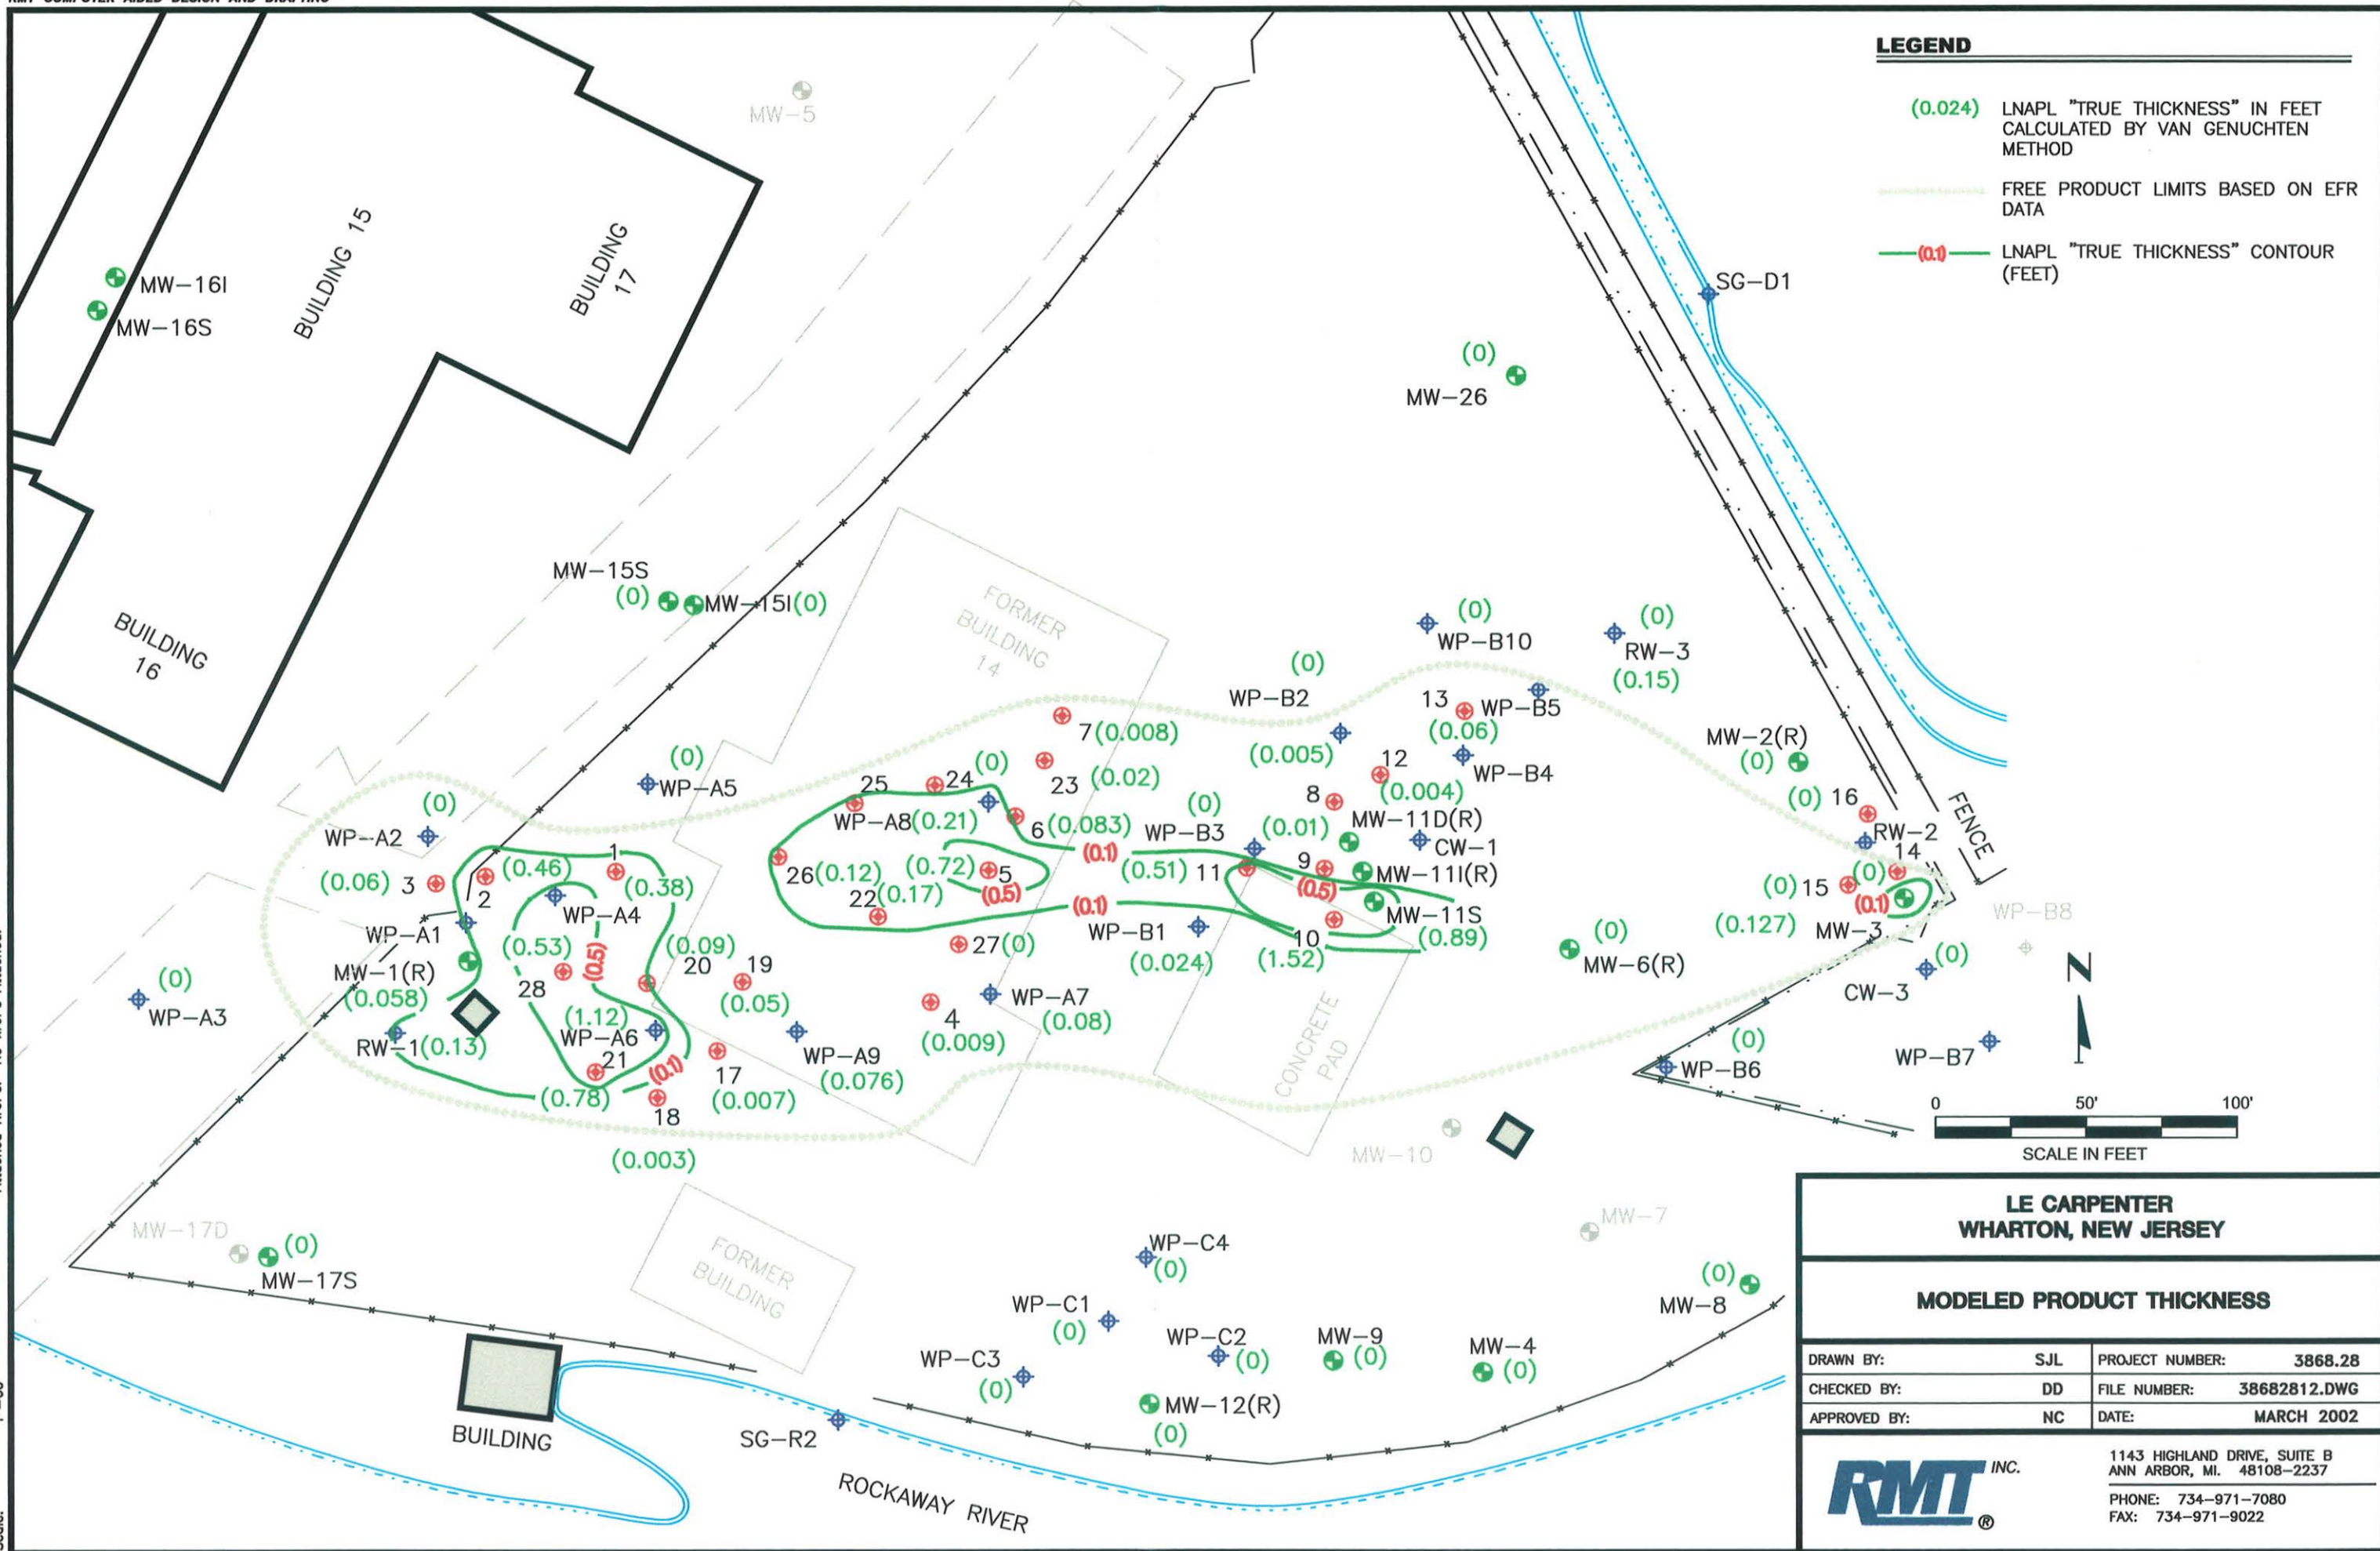 RMT COMPUTER AIDED DESIGN AND DRAFTING
LEGEND
(0.024) LNAPL "TRUE THICKNESS" IN FEET
CALCULATED BY VAN GENUCHTEN
METHOD
FREE PRODUCT LIMITS BASED ON EFR
DATA
(0.1) LNAPL "TRUE THICKNESS" CONTOUR
(FEET)
MW-5
BUILDING 15
BUILDING
17
MW-16I
MW-16S
SG-D1
(0)
MW-26
BUILDING
16
MW-15S
(0)
MW-15I(0)
FORMER
BUILDING
14
(0)
WP-B10
(0)
RW-3
(0.15)
(0)
WP-B2
(0.005)
13
WP-B5
(0.06)
WP-B4
12
(0.004)
MW-2(R)
(0)
7(0.008)
23
(0.02)
(0)
24
25
(0)
WP-A5
(0)
WP-A2
WP-A8(0.21)
6(0.083)
(0)
WP-B3
8
(0.01)
MW-11D(R)
CW-1
(0)
16
RW-2
FENCE
14
(0)
(0)
15
(0.1)
(0.127)
MW-3
WP-B8
1
(0.46)
(0.38)
(0.06)
3
2
26(0.12)
(0.72)
5
(0.5)
(0.1)
(0.51)
11
9
(0.5)
MW-11I(R)
22
(0.17)
(0.1)
MW-11S
(0.89)
WP-A4
WP-A1
(0.53)
(0.5)
(0.09)
20
19
(0.05)
27(0)
WP-B1
(0.024)
10
(1.52)
(0)
MW-6(R)
(0)
CW-3
N
(0)
WP-A3
MW-1(R)
(0.058)
28
(1.12)
WP-A6
RW-1(0.13)
21
(0.1)
(0.78)
18
17
(0.007)
WP-A9
(0.076)
4
(0.009)
WP-A7
(0.08)
CONCRETE
PAD
(0)
WP-B6
WP-B7
0 50' 100'
SCALE IN FEET
(0.003)
MW-10
MW-7
MW-17D
(0)
MW-17S
FORMER
BUILDING
WP-C4
(0)
WP-C1
(0)
WP-C2
(0)
MW-9
(0)
MW-4
(0)
(0)
MW-8
WP-C3
(0)
MW-12(R)
(0)
BUILDING
SG-R2
ROCKAWAY RIVER
LE CARPENTER
WHARTON, NEW JERSEY
MODELED PRODUCT THICKNESS
DRAWN BY: SJL PROJECT NUMBER: 3868.28
CHECKED BY: DD FILE NUMBER: 38682812.DWG
APPROVED BY: NC DATE: MARCH 2002
RMT INC.
®
1143 HIGHLAND DRIVE, SUITE B
ANN ARBOR, MI. 48108-2237
PHONE: 734-971-7080
FAX: 734-971-9022